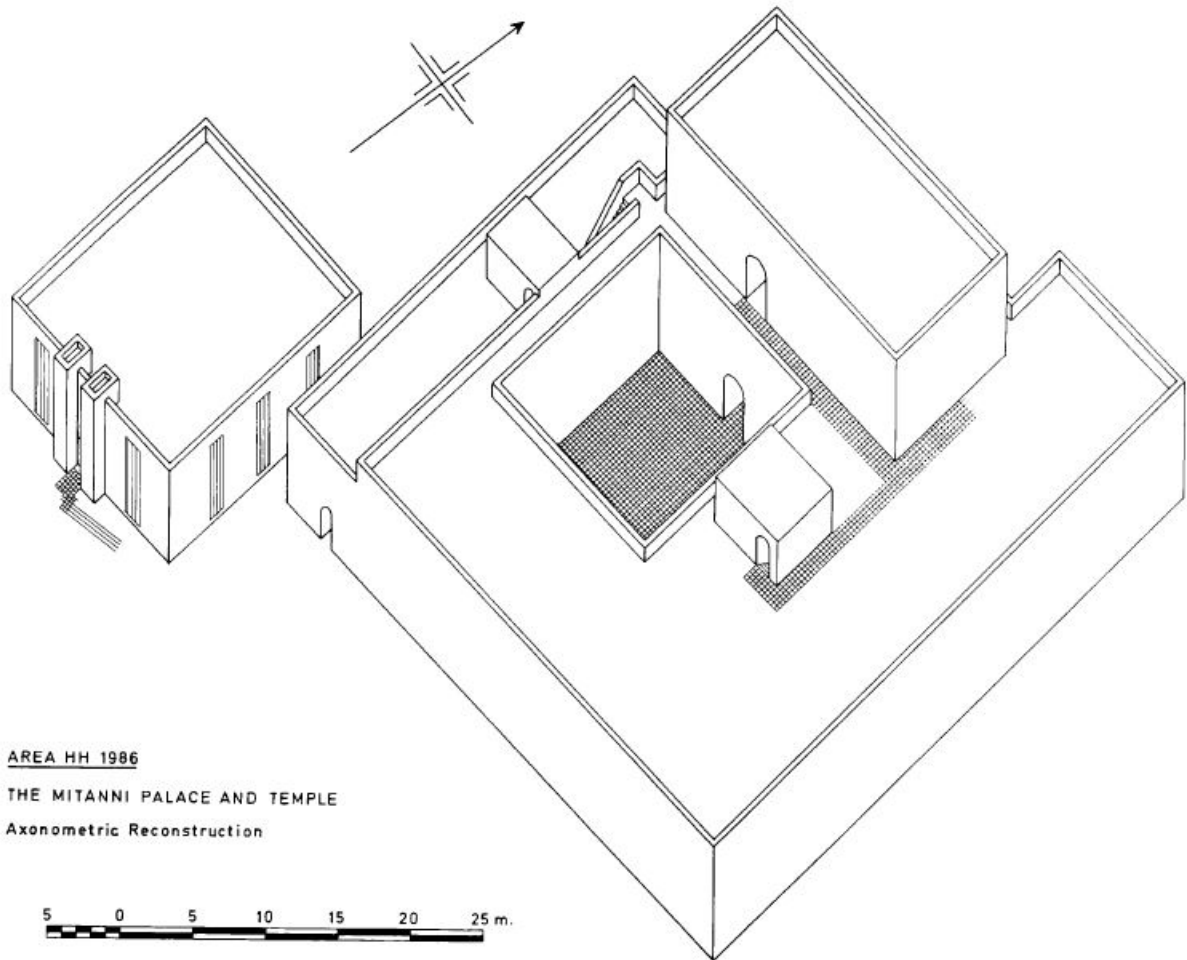 AREA HH 1986
THE MITANNI PALACE AND TEMPLE
Axonometric Reconstruction
5 0 5 10 15 20 25 m.